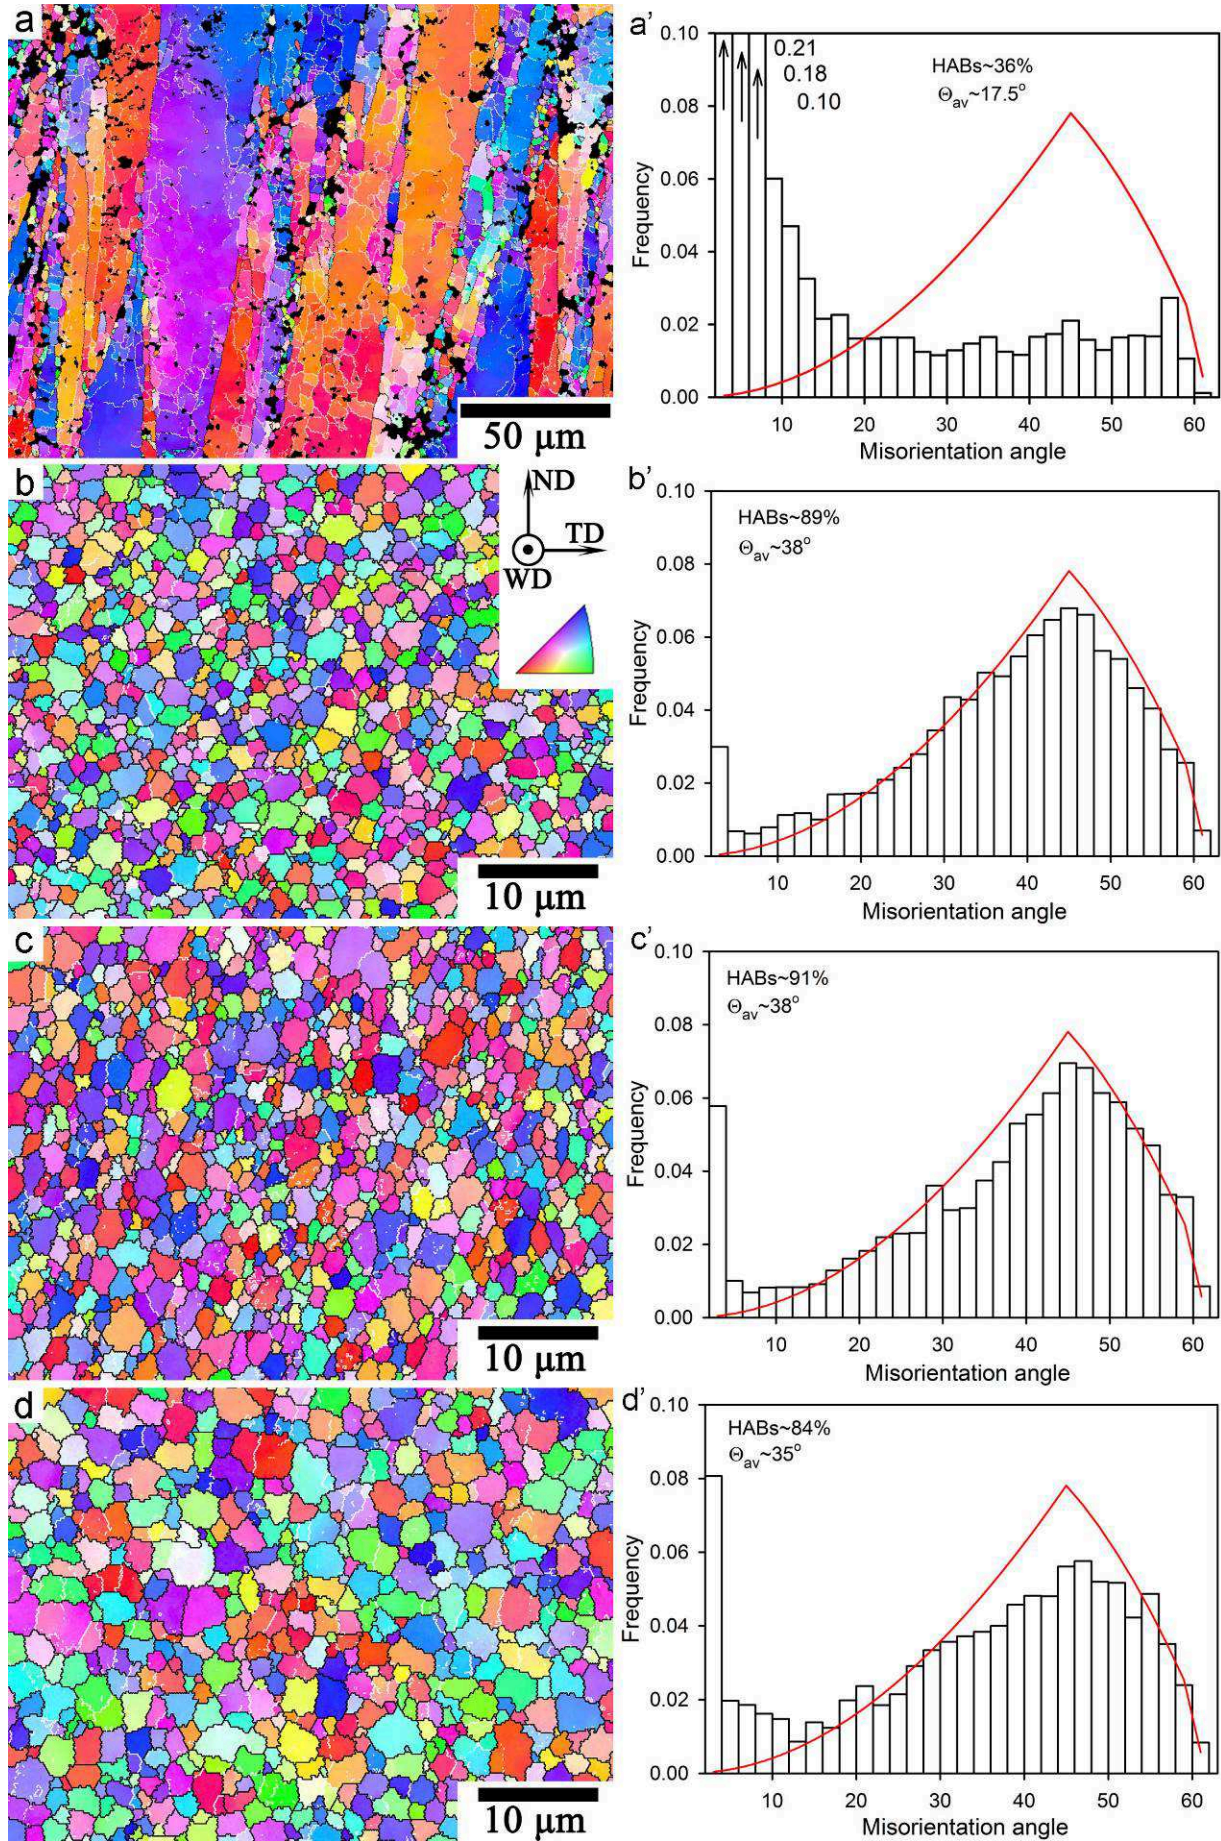 a
50 µm
a’
0.10
0.08
0.06
0.04
0.02
0.00
Frequency
0.21
0.18
0.10
HABs~36%
Θav~17.5°
10 20 30 40 50 60
Misorientation angle
b
ND
TD
WD
10 µm
b’
0.10
0.08
0.06
0.04
0.02
0.00
Frequency
HABs~89%
Θav~38°
10 20 30 40 50 60
Misorientation angle
c
10 µm
c’
0.10
0.08
0.06
0.04
0.02
0.00
Frequency
HABs~91%
Θav~38°
10 20 30 40 50 60
Misorientation angle
d
10 µm
d’
0.10
0.08
0.06
0.04
0.02
0.00
Frequency
HABs~84%
Θav~35°
10 20 30 40 50 60
Misorientation angle